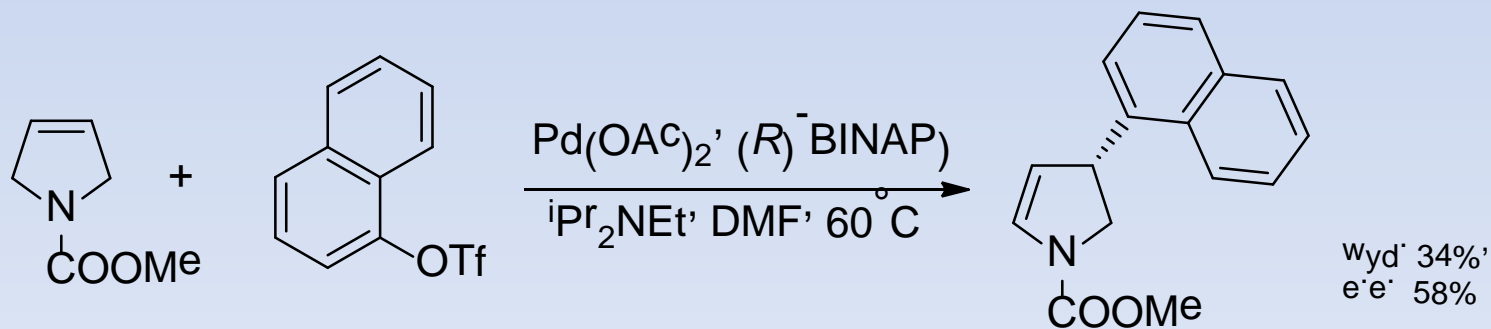 N
COOMe
+
OTf
Pd(OAc)2, (R)-BINAP)
iPr2NEt, DMF, 60°C
N
COOMe
wyd. 34%,
e.e. 58%